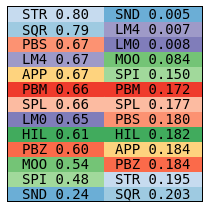 STR 0.80 SND 0.005
SQR 0.79 LM4 0.007
PBS 0.67 LM0 0.008
LM4 0.67 MOO 0.084
APP 0.67 SPI 0.150
PBM 0.66 PBM 0.172
SPL 0.66 SPL 0.177
LM0 0.65 PBS 0.180
HIL 0.61 HIL 0.182
PBZ 0.60 APP 0.184
MOO 0.54 PBZ 0.184
SPI 0.48 STR 0.195
SND 0.24 SQR 0.203